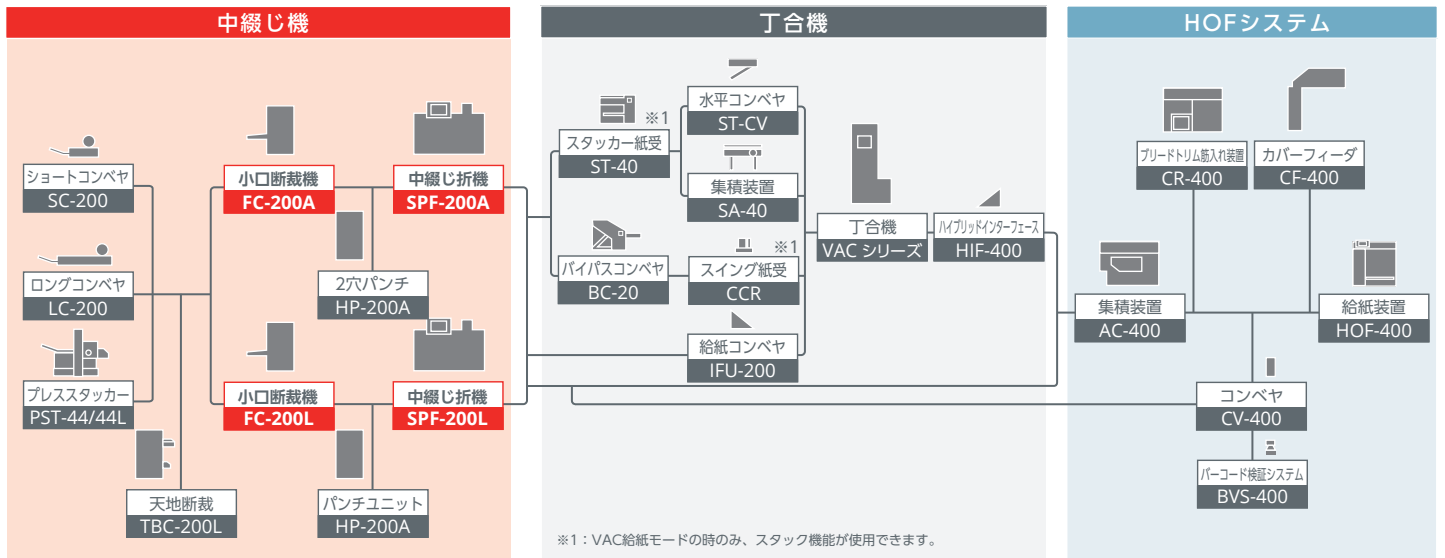 中綴じ機
丁合機
HOFシステム
ショートコンベヤ
SC-200
ロングコンベヤ
LC-200
プレススタッカー
PST-44/44L
天地断裁
TBC-200L
小口断裁機
FC-200A
2穴パンチ
HP-200A
中綴じ折機
SPF-200A
小口断裁機
FC-200L
パンチユニット
HP-200A
中綴じ折機
SPF-200L
※1
スタッカー紙受
ST-40
バイパスコンベヤ
BC-20
水平コンベヤ
ST-CV
集積装置
SA-40
※1
スイング紙受
CCR
給紙コンベヤ
IFU-200
丁合機
VAC シリーズ
ハイブリッドインターフェース
HIF-400
※1：VAC給紙モードの時のみ、スタック機能が使用できます。
ブリードトリム筋入れ装置
CR-400
カバーフィーダ
CF-400
集積装置
AC-400
給紙装置
HOF-400
コンベヤ
CV-400
バーコード検証システム
BVS-400